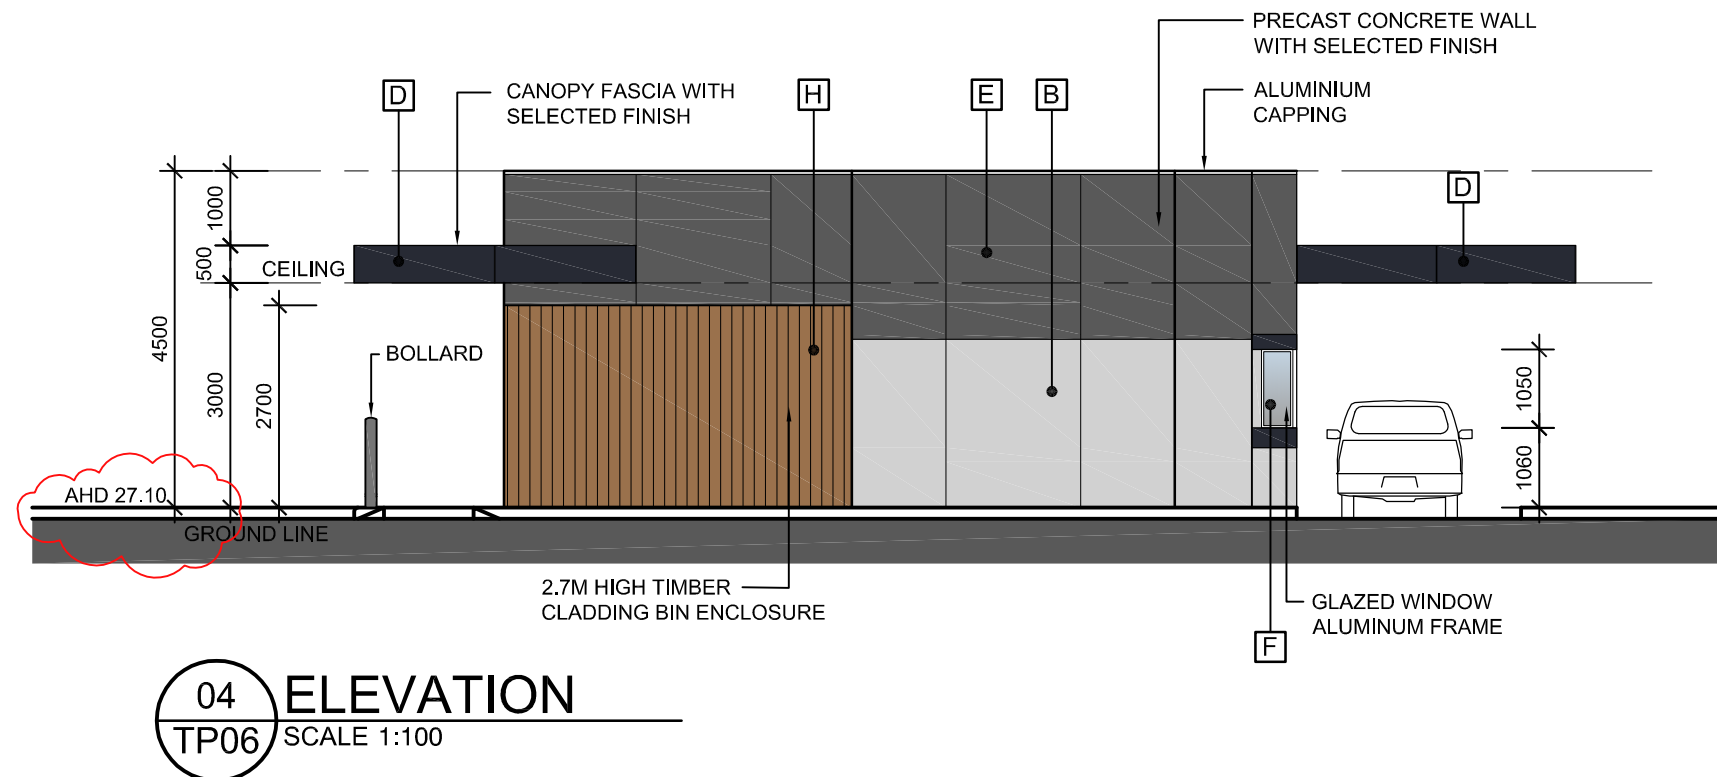 PRECAST CONCRETE WALL
WITH SELECTED FINISH
D
CANOPY FASCIA WITH
SELECTED FINISH
H
E
B
ALUMINIUM
CAPPING
D
1000
500
CEILING
4500
3000
2700
BOLLARD
1050
1060
AHD 27.10
GROUND LINE
2.7M HIGH TIMBER
CLADDING BIN ENCLOSURE
GLAZED WINDOW
ALUMINUM FRAME
F
04
ELEVATION
TP06
SCALE 1:100